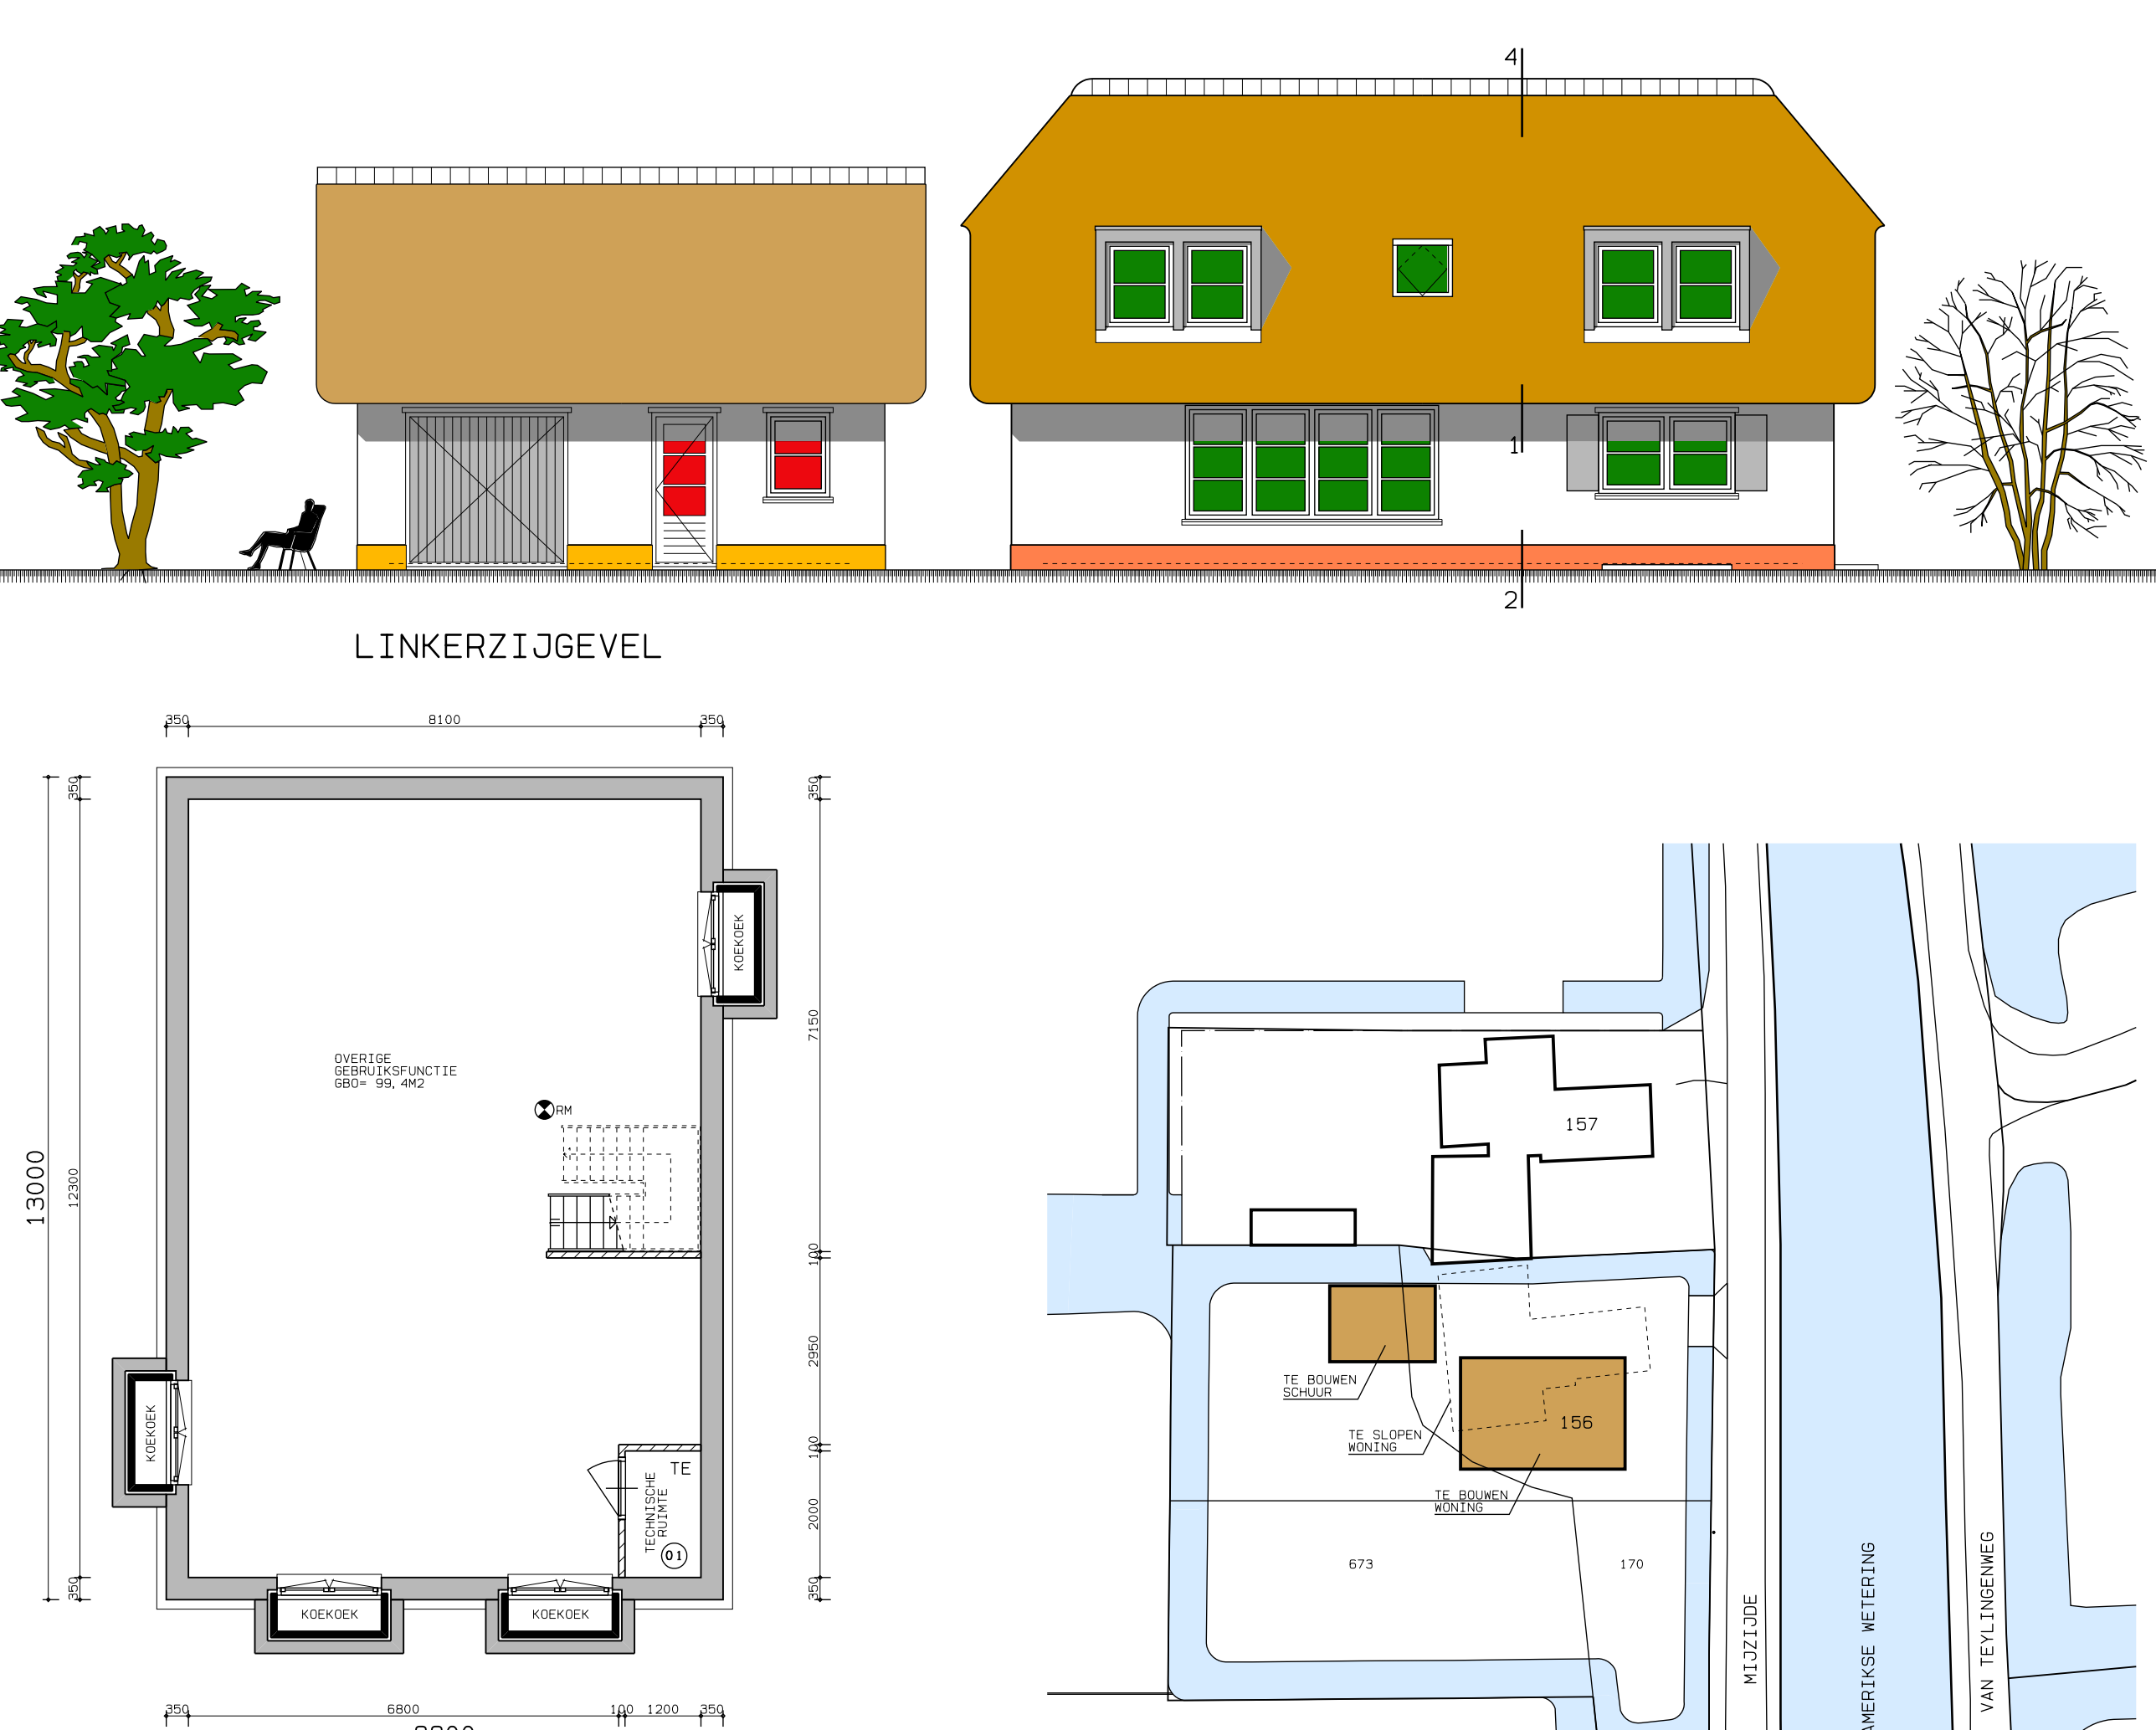 4
1
2
LINKERZIJGEVEL
350
8100
350
350
350
13000
12300
7150
KOEKOEK
OVERIGE
GEBRUIKSFUNCTIE
GBO= 99,4M2
RM
100
2950
KOEKOEK
100
TE
TECHNISCHE
RUIMTE
01
2000
350
350
KOEKOEK
KOEKOEK
350
6800
100
1200
350
157
TE BOUWEN
SCHUUR
TE SLOPEN
WONING
156
TE BOUWEN
WONING
673
170
MIJZIJDE
AMERIKSE WETERING
VAN TEYLINGENWEG